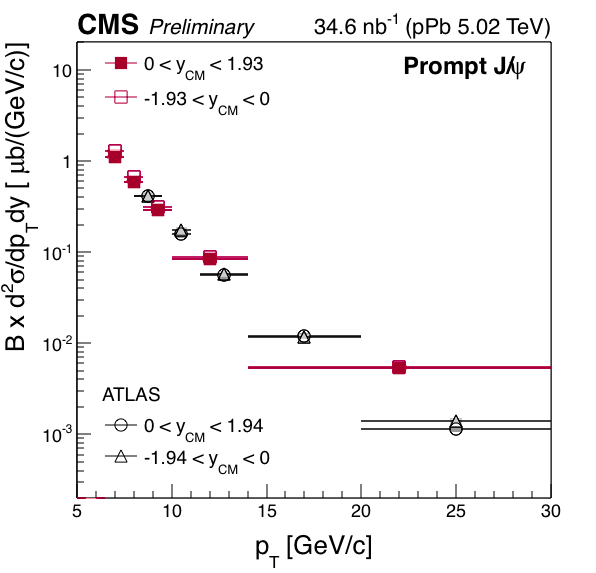 CMS Preliminary 34.6 nb⁻¹ (pPb 5.02 TeV)
0 < y_CM < 1.93
Prompt J/ψ
-1.93 < y_CM < 0
B x d²σ/dp_Tdy [ μb/(GeV/c)]
10
1
10⁻¹
10⁻²
10⁻³
ATLAS
0 < y_CM < 1.94
-1.94 < y_CM < 0
5 10 15 20 25 30
p_T [GeV/c]